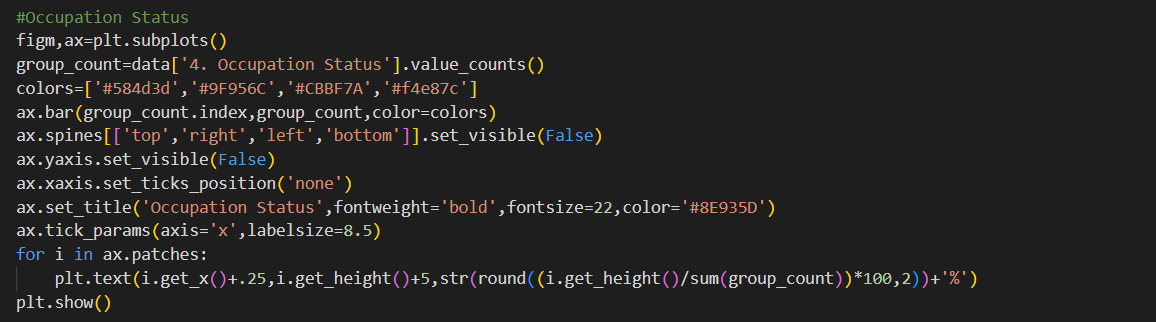 #Occupation Status
figm,ax=plt.subplots()
group_count=data['4. Occupation Status'].value_counts()
colors=['#584d3d','#9F956C','#CBBF7A','#f4e87c']
ax.bar(group_count.index,group_count,color=colors)
ax.spines[['top','right','left','bottom']].set_visible(False)
ax.yaxis.set_visible(False)
ax.xaxis.set_ticks_position('none')
ax.set_title('Occupation Status',fontweight='bold',fontsize=22,color='#8E935D')
ax.tick_params(axis='x',labelsize=8.5)
for i in ax.patches:
    plt.text(i.get_x()+.25,i.get_height()+5,str(round((i.get_height()/sum(group_count))*100,2))+'%')
plt.show()